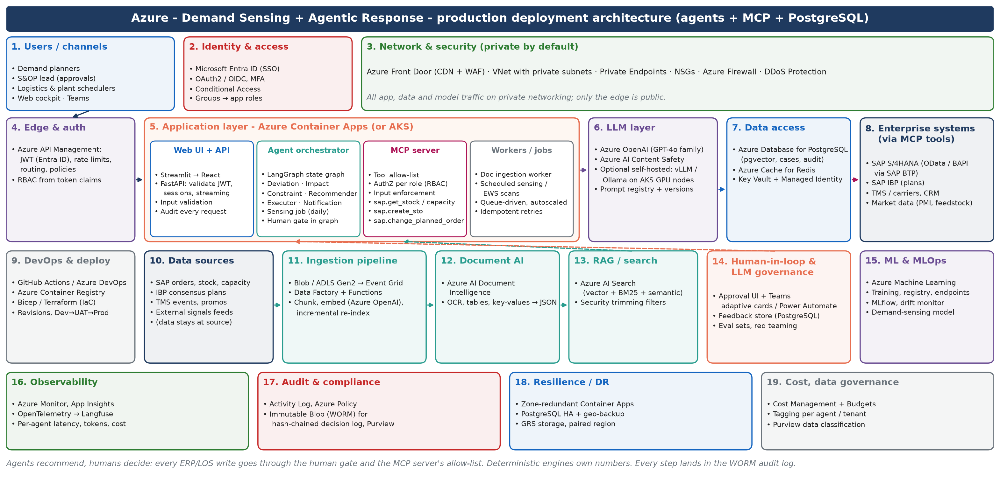 Azure - Demand Sensing + Agentic Response - production deployment architecture (agents + MCP + PostgreSQL)
1. Users / channels
• Demand planners
• S&OP lead (approvals)
• Logistics & plant schedulers
• Web cockpit · Teams
2. Identity & access
• Microsoft Entra ID (SSO)
• OAuth2 / OIDC, MFA
• Conditional Access
• Groups → app roles
3. Network & security (private by default)
Azure Front Door (CDN + WAF) · VNet with private subnets · Private Endpoints · NSGs · Azure Firewall · DDoS Protection
All app, data and model traffic on private networking; only the edge is public.
4. Edge & auth
• Azure API Management:
JWT (Entra ID), rate limits,
routing, policies
• RBAC from token claims
5. Application layer - Azure Container Apps (or AKS)
Web UI + API
• Streamlit → React
• FastAPI: validate JWT,
sessions, streaming
• Input validation
• Audit every request
Agent orchestrator
• LangGraph state graph
• Deviation · Impact
• Constraint · Recommender
• Executor · Notification
• Sensing job (daily)
• Human gate in graph
MCP server
• Tool allow-list
• AuthZ per role (RBAC)
• Input enforcement
• sap.get_stock / capacity
• sap.create_sto
• sap.change_planned_order
Workers / jobs
• Doc ingestion worker
• Scheduled sensing /
EWS scans
• Queue-driven, autoscaled
• Idempotent retries
6. LLM layer
• Azure OpenAI (GPT-4o family)
• Azure AI Content Safety
• Optional self-hosted: vLLM /
Ollama on AKS GPU nodes
• Prompt registry + versions
7. Data access
• Azure Database for PostgreSQL
(pgvector, cases, audit)
• Azure Cache for Redis
• Key Vault + Managed Identity
8. Enterprise systems
(via MCP tools)
• SAP S/4HANA (OData / BAPI
via SAP BTP)
• SAP IBP (plans)
• TMS / carriers, CRM
• Market data (PMI, feedstock)
9. DevOps & deploy
• GitHub Actions / Azure DevOps
• Azure Container Registry
• Bicep / Terraform (IaC)
• Revisions, Dev→UAT→Prod
10. Data sources
• SAP orders, stock, capacity
• IBP consensus plans
• TMS events, promos
• External signals feeds
• (data stays at source)
11. Ingestion pipeline
• Blob / ADLS Gen2 → Event Grid
• Data Factory + Functions
• Chunk, embed (Azure OpenAI),
incremental re-index
12. Document AI
• Azure AI Document
Intelligence
• OCR, tables, key-values → JSON
13. RAG / search
• Azure AI Search
(vector + BM25 + semantic)
• Security trimming filters
14. Human-in-loop &
LLM governance
• Approval UI + Teams
adaptive cards / Power Automate
• Feedback store (PostgreSQL)
• Eval sets, red teaming
15. ML & MLOps
• Azure Machine Learning
• Training, registry, endpoints
• MLflow, drift monitor
• Demand-sensing model
16. Observability
• Azure Monitor, App Insights
• OpenTelemetry → Langfuse
• Per-agent latency, tokens, cost
17. Audit & compliance
• Activity Log, Azure Policy
• Immutable Blob (WORM) for
hash-chained decision log, Purview
18. Resilience / DR
• Zone-redundant Container Apps
• PostgreSQL HA + geo-backup
• GRS storage, paired region
19. Cost, data governance
• Cost Management + Budgets
• Tagging per agent / tenant
• Purview data classification
Agents recommend, humans decide: every ERP/LOS write goes through the human gate and the MCP server's allow-list. Deterministic engines own numbers. Every step lands in the WORM audit log.